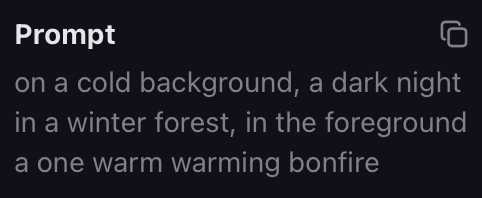 Prompt
on a cold background, a dark night
in a winter forest, in the foreground
a one warm warming bonfire